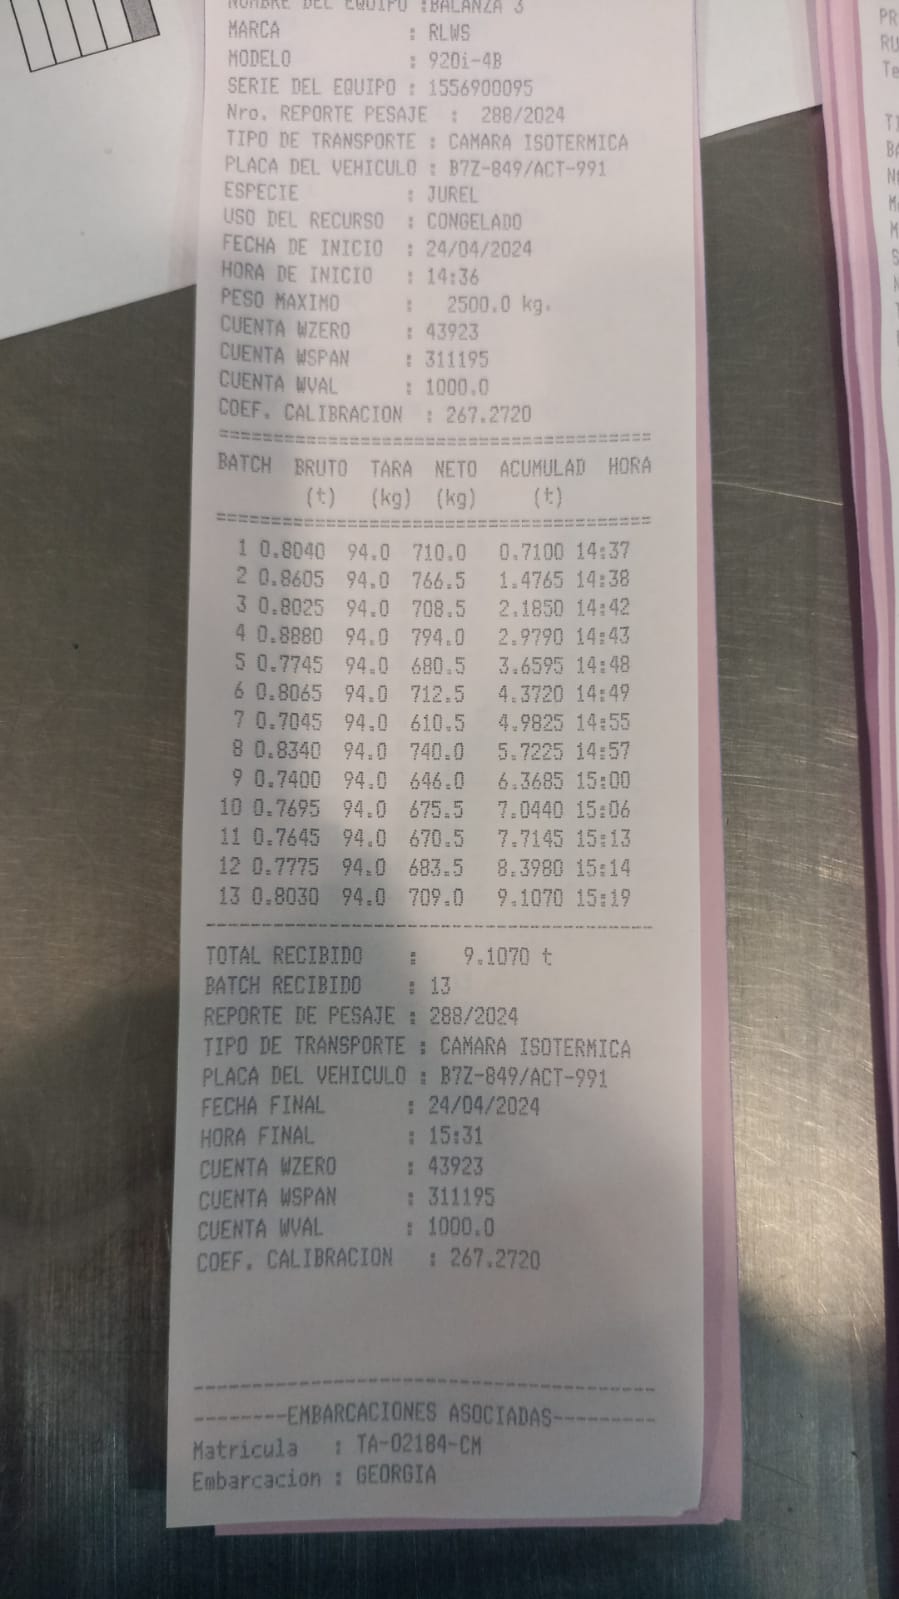 NOMBRE DEL EQUIPO :BALANZA 3
MARCA : RLWS
MODELO : 920i-4B
SERIE DEL EQUIPO : 1556900095
Nro. REPORTE PESAJE : 288/2024
TIPO DE TRANSPORTE : CAMARA ISOTERMICA
PLACA DEL VEHICULO : B7Z-849/ACT-991
ESPECIE : JUREL
USO DEL RECURSO : CONGELADO
FECHA DE INICIO : 24/04/2024
HORA DE INICIO : 14:36
PESO MAXIMO : 2500.0 kg.
CUENTA WZERO : 43923
CUENTA WSPAN : 311195
CUENTA WVAL : 1000.0
COEF. CALIBRACION : 267.2720
=========================================
BATCH BRUTO TARA NETO ACUMULAD HORA
(t) (kg) (kg) (t)
=========================================
1 0.8040 94.0 710.0 0.7100 14:37
2 0.8605 94.0 766.5 1.4765 14:38
3 0.8025 94.0 708.5 2.1850 14:42
4 0.8880 94.0 794.0 2.9790 14:43
5 0.7745 94.0 680.5 3.6595 14:48
6 0.8065 94.0 712.5 4.3720 14:49
7 0.7045 94.0 610.5 4.9825 14:55
8 0.8340 94.0 740.0 5.7225 14:57
9 0.7400 94.0 646.0 6.3685 15:00
10 0.7695 94.0 675.5 7.0440 15:06
11 0.7645 94.0 670.5 7.7145 15:13
12 0.7775 94.0 683.5 8.3980 15:14
13 0.8030 94.0 709.0 9.1070 15:19
-----------------------------------------
TOTAL RECIBIDO : 9.1070 t
BATCH RECIBIDO : 13
REPORTE DE PESAJE : 288/2024
TIPO DE TRANSPORTE : CAMARA ISOTERMICA
PLACA DEL VEHICULO : B7Z-849/ACT-991
FECHA FINAL : 24/04/2024
HORA FINAL : 15:31
CUENTA WZERO : 43923
CUENTA WSPAN : 311195
CUENTA WVAL : 1000.0
COEF. CALIBRACION : 267.2720
-----------------------------------------
--------EMBARCACIONES ASOCIADAS---------
Matricula : TA-02184-CM
Embarcacion : GEORGIA